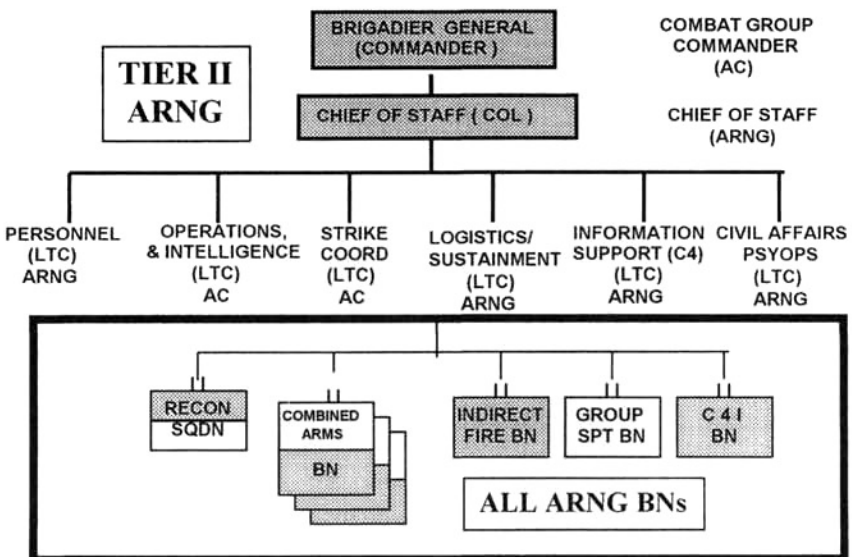 BRIGADIER GENERAL
(COMMANDER )
COMBAT GROUP
COMMANDER
(AC)
TIER II
ARNG
CHIEF OF STAFF ( COL )
CHIEF OF STAFF
(ARNG)
PERSONNEL
(LTC)
ARNG
OPERATIONS,
& INTELLIGENCE
(LTC)
AC
STRIKE
COORD
(LTC)
AC
LOGISTICS/
SUSTAINMENT
(LTC)
ARNG
INFORMATION
SUPPORT (C4)
(LTC)
ARNG
CIVIL AFFAIRS
PSYOPS
(LTC)
ARNG
RECON
SQDN
COMBINED
ARMS
BN
INDIRECT
FIRE BN
GROUP
SPT BN
C 4 I
BN
ALL ARNG BNs